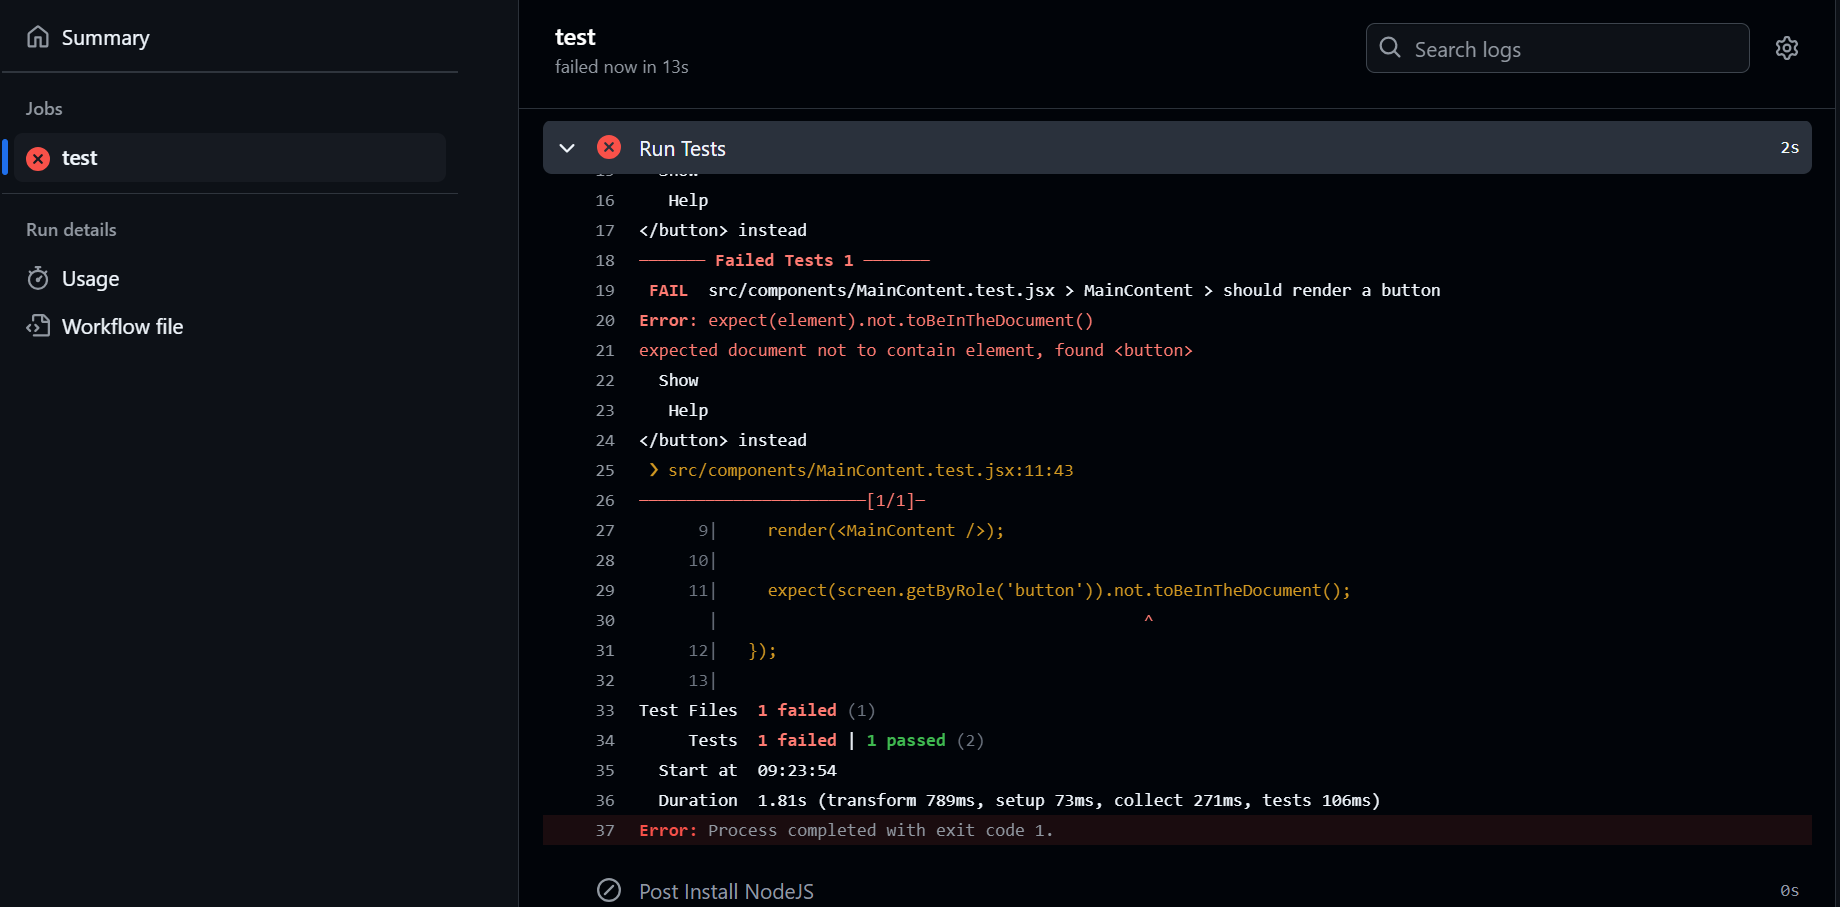 Summary
Jobs
test
Run details
Usage
Workflow file
test
failed now in 13s
Search logs
Run Tests 2s
15 Show
16 Help
17 </button> instead
18 ——————— Failed Tests 1 ———————
19 FAIL src/components/MainContent.test.jsx > MainContent > should render a button
20 Error: expect(element).not.toBeInTheDocument()
21 expected document not to contain element, found <button>
22 Show
23 Help
24 </button> instead
25 ❯ src/components/MainContent.test.jsx:11:43
26 ———————————————————————[1/1]—
27 9| render(<MainContent />);
28 10|
29 11| expect(screen.getByRole('button')).not.toBeInTheDocument();
30 | ^
31 12| });
32 13|
33 Test Files 1 failed (1)
34 Tests 1 failed | 1 passed (2)
35 Start at 09:23:54
36 Duration 1.81s (transform 789ms, setup 73ms, collect 271ms, tests 106ms)
37 Error: Process completed with exit code 1.
Post Install NodeJS 0s